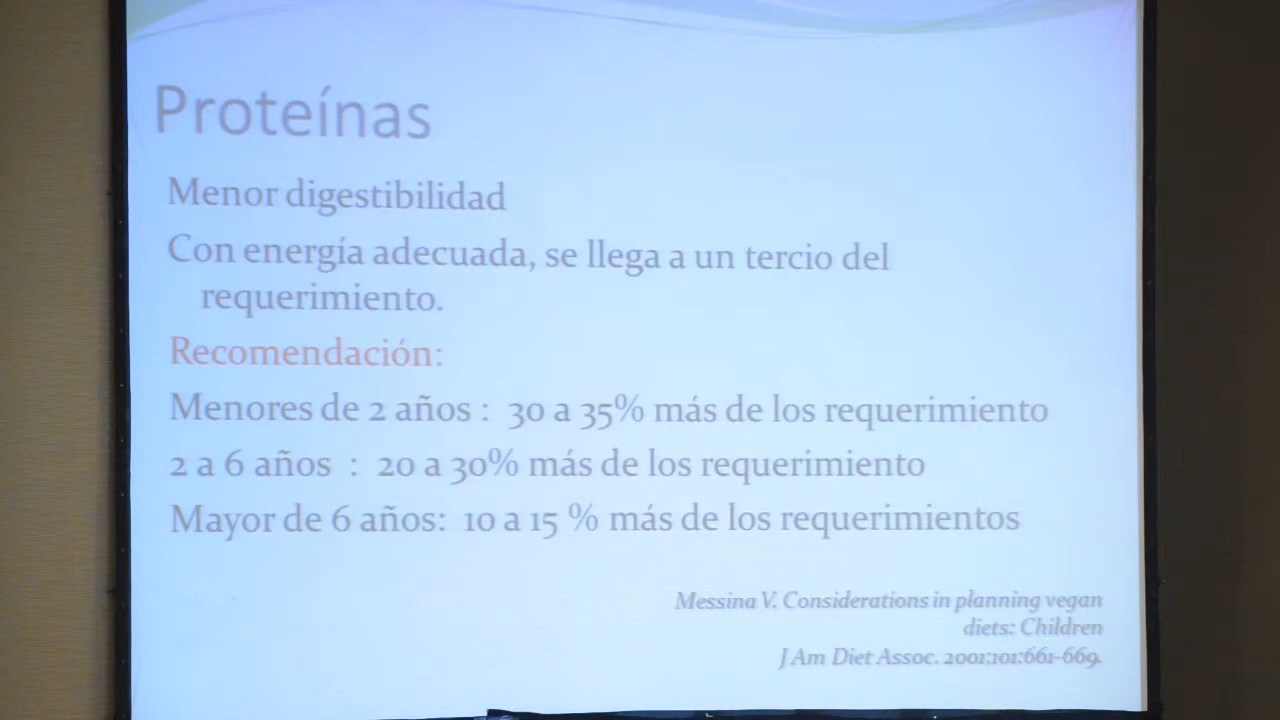 Proteínas
Menor digestibilidad
Con energía adecuada, se llega a un tercio del
requerimiento.
Recomendación:
Menores de 2 años : 30 a 35% más de los requerimiento
2 a 6 años : 20 a 30% más de los requerimiento
Mayor de 6 años: 10 a 15 % más de los requerimientos
Messina V. Considerations in planning vegan
diets: Children
J Am Diet Assoc. 2001;101:661-669.